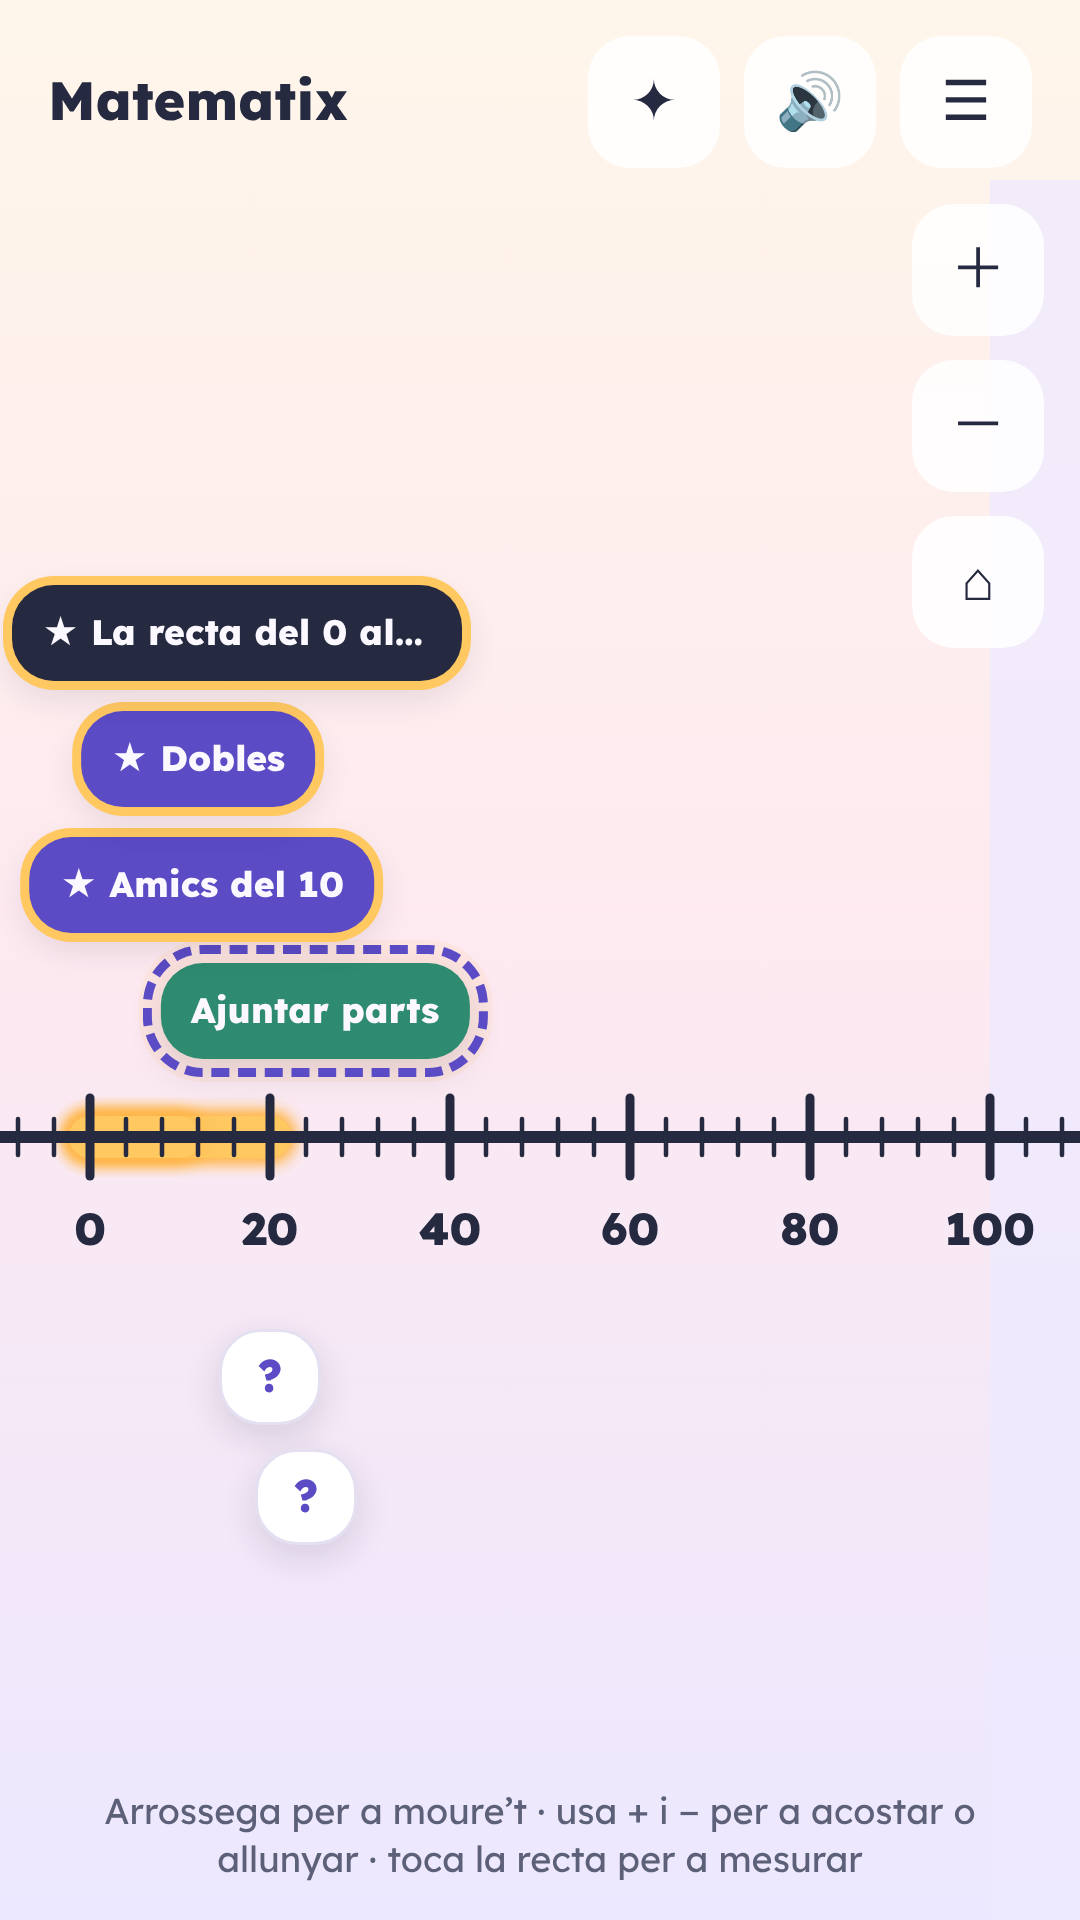 Matematix
★ La recta del 0 al…
★ Dobles
★ Amics del 10
Ajuntar parts
0 20 40 60 80 100
?
?
Arrossega per a moure’t · usa + i − per a acostar o
allunyar · toca la recta per a mesurar